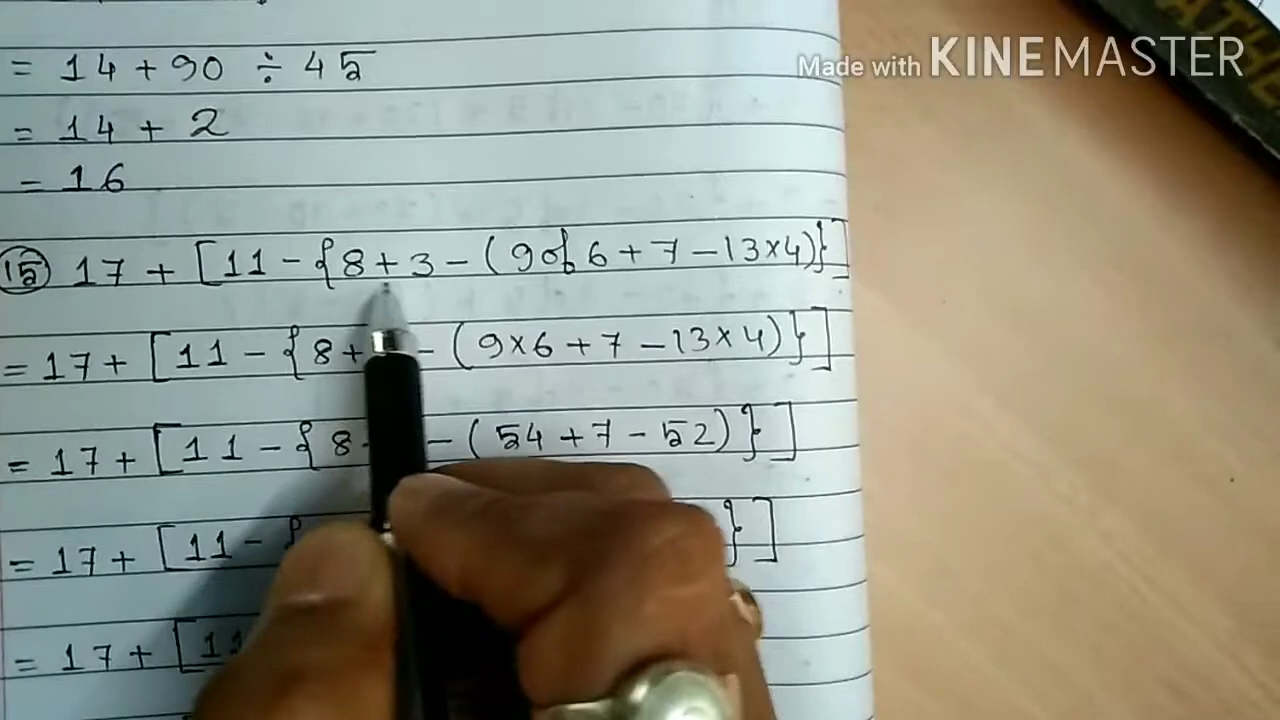 = 14 + 90 ÷ 45
= 14 + 2
= 16
Made with KINEMASTER
15 17 + [11 - {8 + 3 - (9 of 6 + 7 - 13 × 4)}]
= 17 + [11 - {8 + - (9 × 6 + 7 - 13 × 4)}]
= 17 + [11 - {8 - (54 + 7 - 52)}]
= 17 + [11 - { }]
= 17 + [11